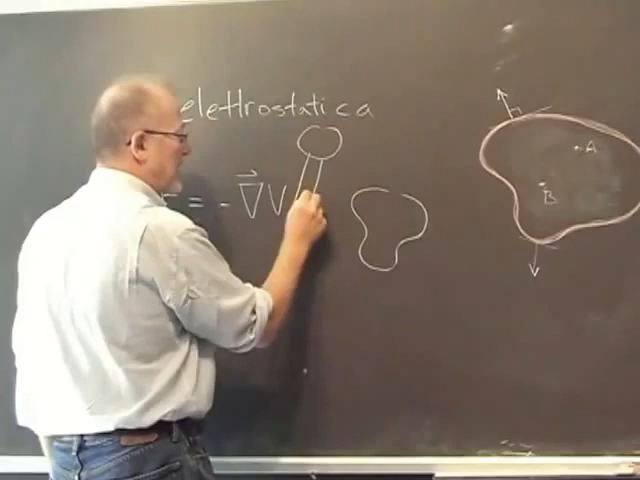 elettrostatica
= - ∇⃗V
A
B